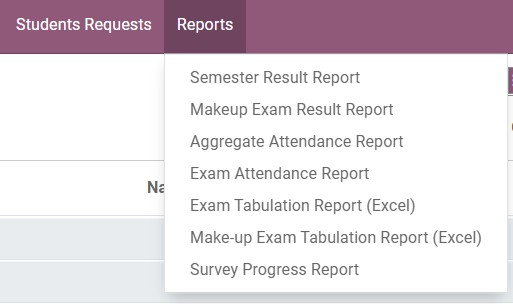 Students Requests Reports
Semester Result Report
Makeup Exam Result Report
Aggregate Attendance Report
Exam Attendance Report
Na
Exam Tabulation Report (Excel)
Make-up Exam Tabulation Report (Excel)
Survey Progress Report